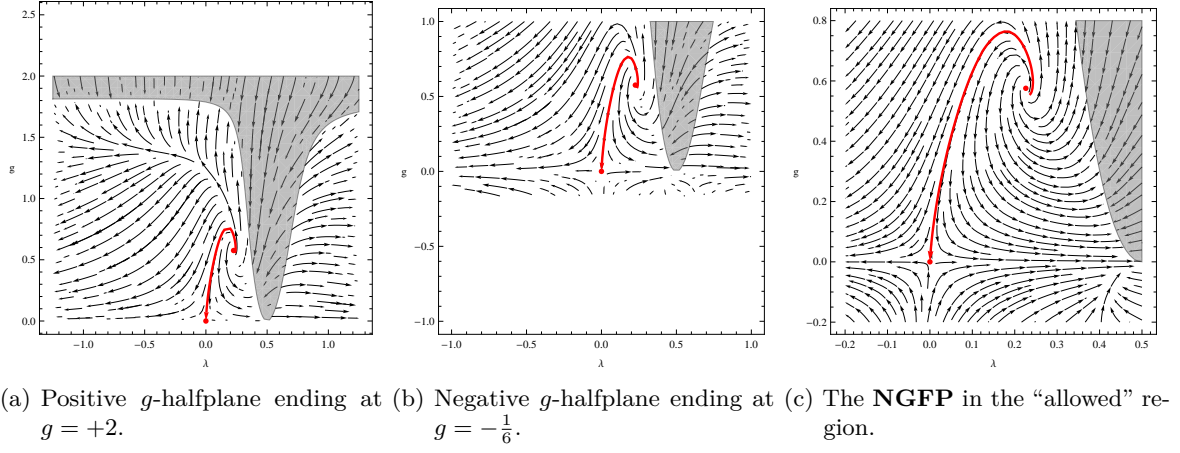 2.5
2.0
1.5
1.0
0.5
0.0
g
-1.0
-0.5
0.0
0.5
1.0
λ
1.0
0.5
0.0
-0.5
-1.0
g
-1.0
-0.5
0.0
0.5
1.0
λ
0.8
0.6
0.4
0.2
0.0
-0.2
g
-0.2
-0.1
0.0
0.1
0.2
0.3
0.4
0.5
λ
(a) Positive g-halfplane ending at
g = +2.
(b) Negative g-halfplane ending at
g = −1/6.
(c) The NGFP in the “allowed” re-
gion.